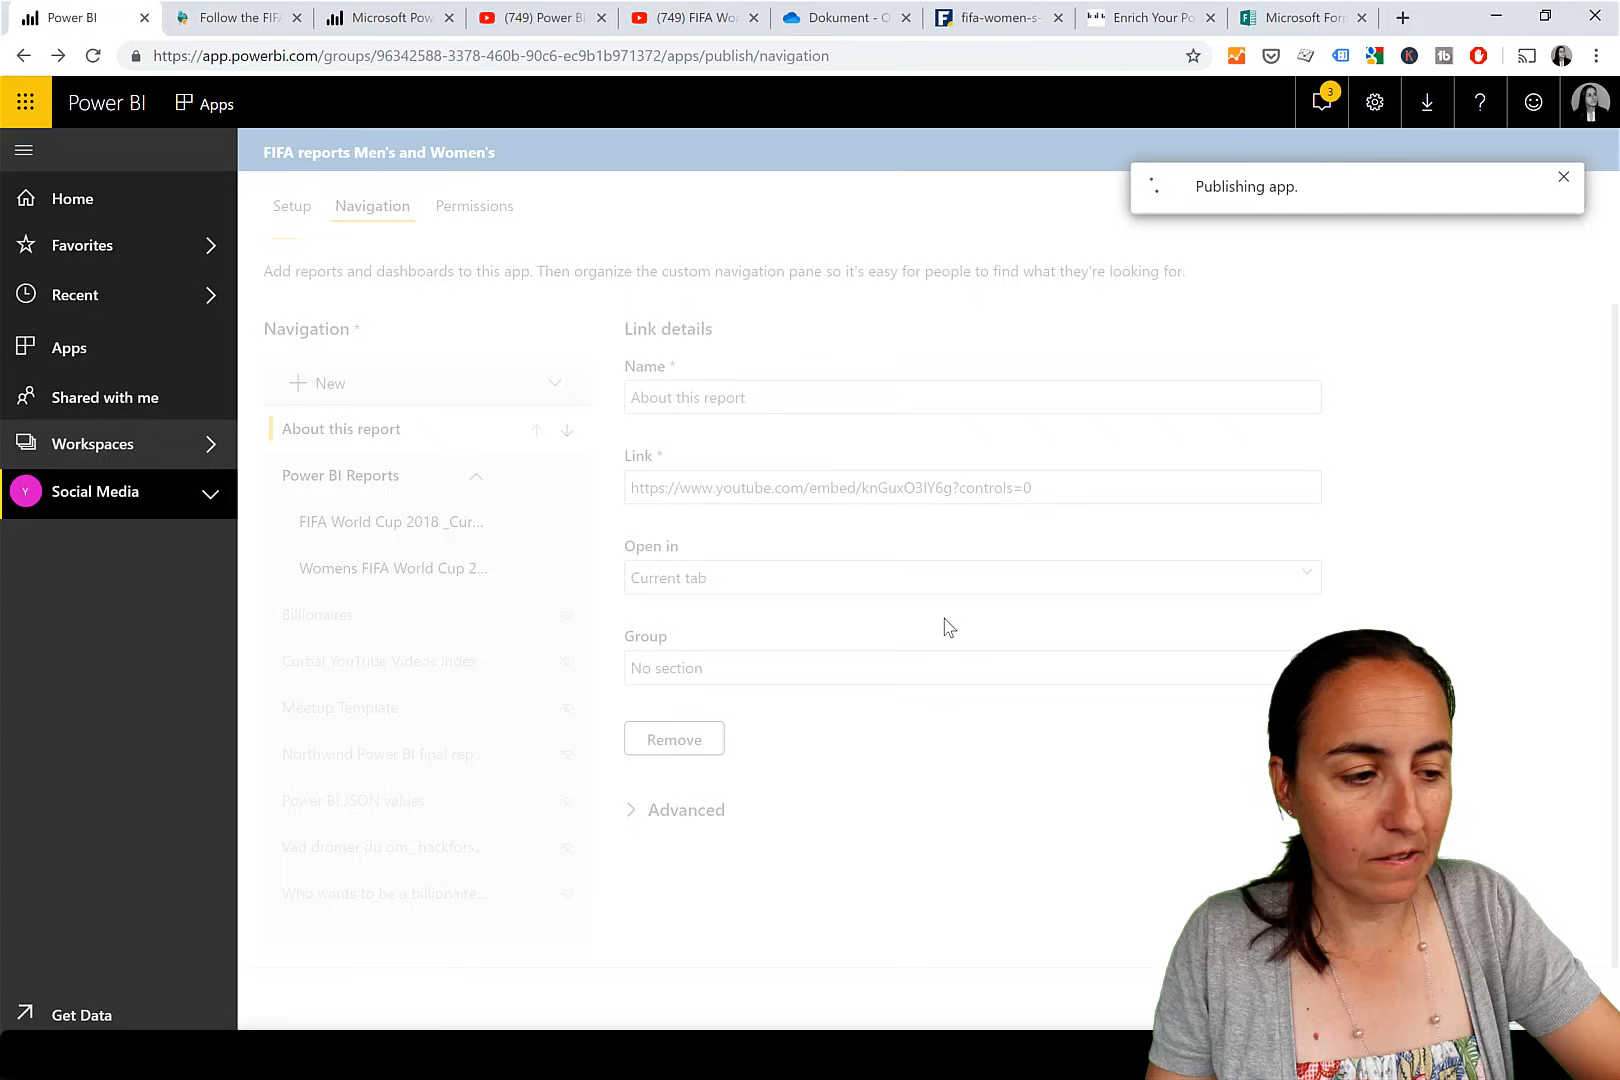 Power BI
Follow the FIFA
Microsoft Pow
(749) Power B
(749) FIFA Wo
Dokument - O
fifa-women-s-
Enrich Your Po
Microsoft For
https://app.powerbi.com/groups/96342588-3378-460b-90c6-ec9b1b971372/apps/publish/navigation
Power BI
Apps
3
FIFA reports Men's and Women's
Publishing app.
Home
Favorites
Recent
Apps
Shared with me
Workspaces
Y
Social Media
Get Data
Setup
Navigation
Permissions
Add reports and dashboards to this app. Then organize the custom navigation pane so it's easy for people to find what they're looking for.
Navigation *
New
About this report
Power BI Reports
FIFA World Cup 2018 _Cur...
Womens FIFA World Cup 2...
Billionaires
Curbal YouTube Videos Index
Meetup Template
Northwind Power BI final rep...
Power BI JSON values
Vad drömer du om_ hackfors...
Who wants to be a billionaire...
Link details
Name *
About this report
Link *
https://www.youtube.com/embed/knGuxO3lY6g?controls=0
Open in
Current tab
Group
No section
Remove
Advanced